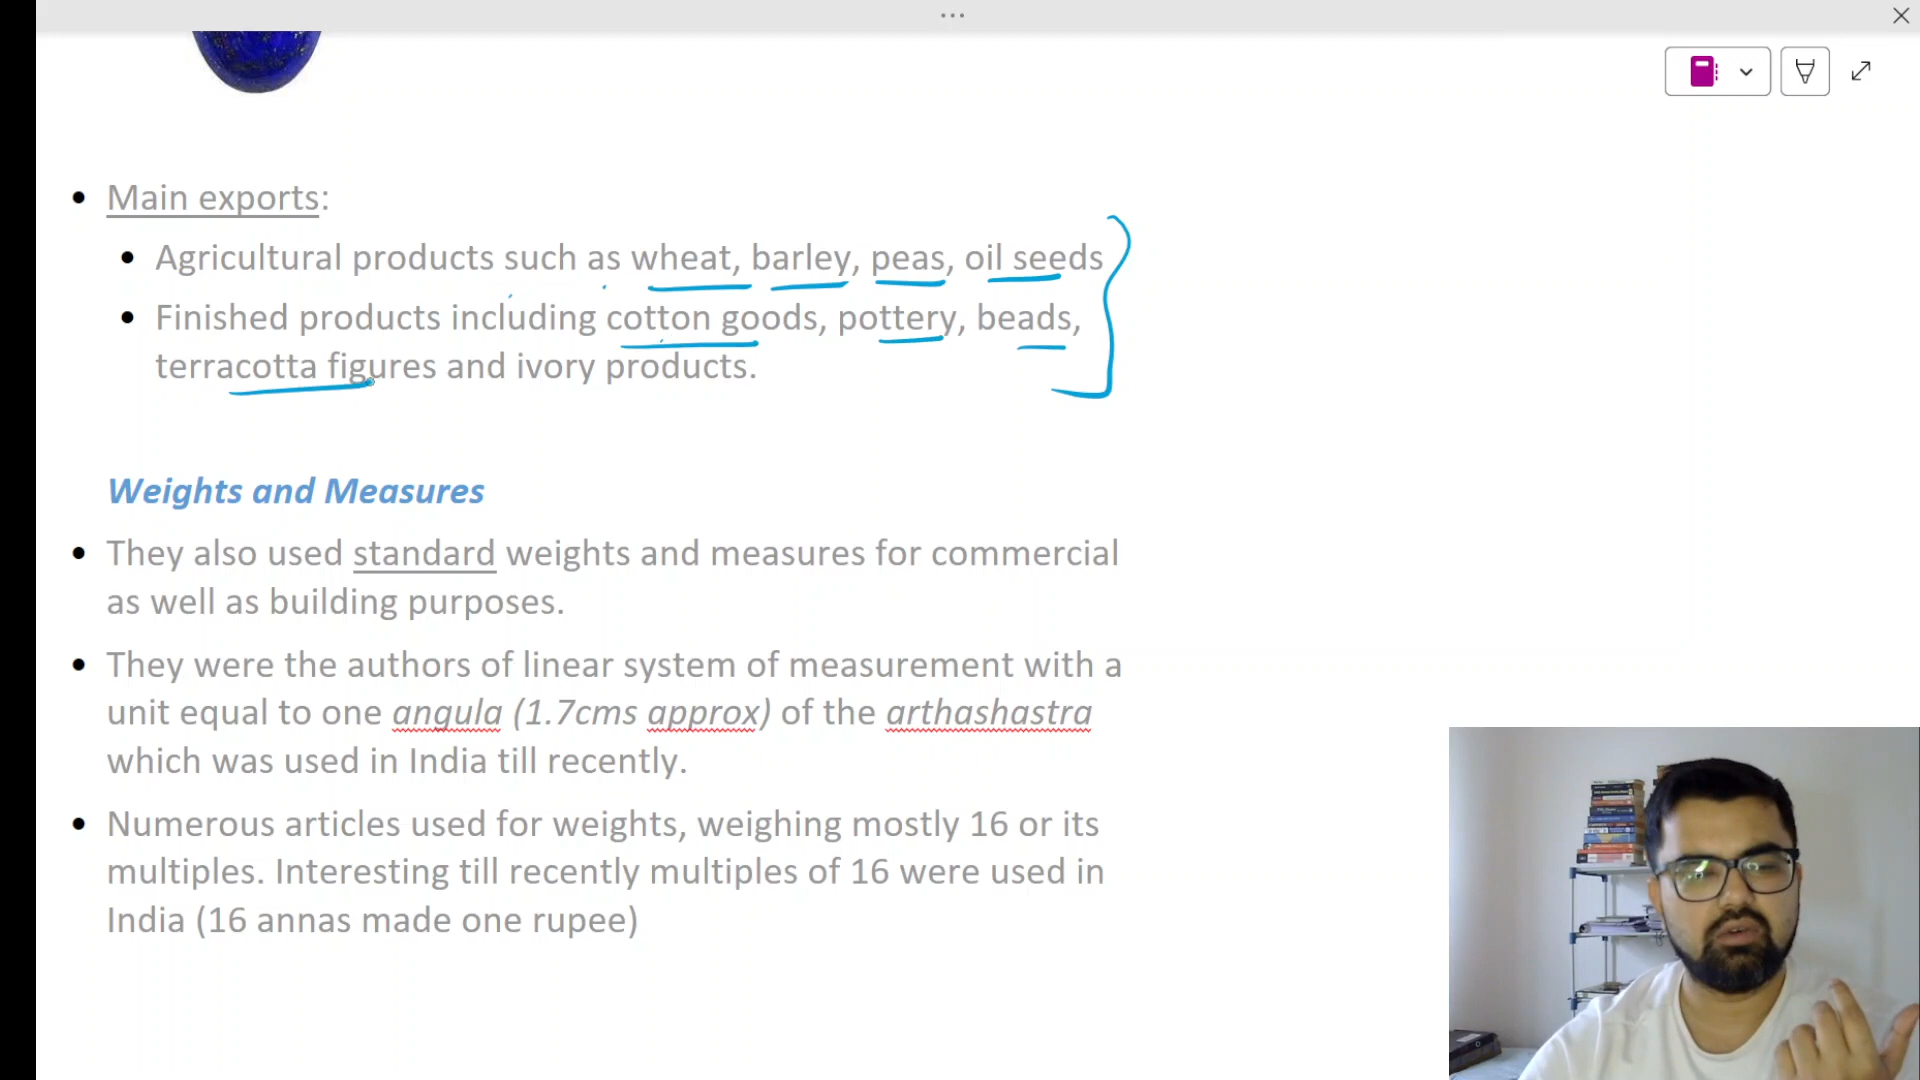 Main exports:
Agricultural products such as wheat, barley, peas, oil seeds
Finished products including cotton goods, pottery, beads,
terracotta figures and ivory products.
Weights and Measures
They also used standard weights and measures for commercial
as well as building purposes.
They were the authors of linear system of measurement with a
unit equal to one angula (1.7cms approx) of the arthashastra
which was used in India till recently.
Numerous articles used for weights, weighing mostly 16 or its
multiples. Interesting till recently multiples of 16 were used in
India (16 annas made one rupee)